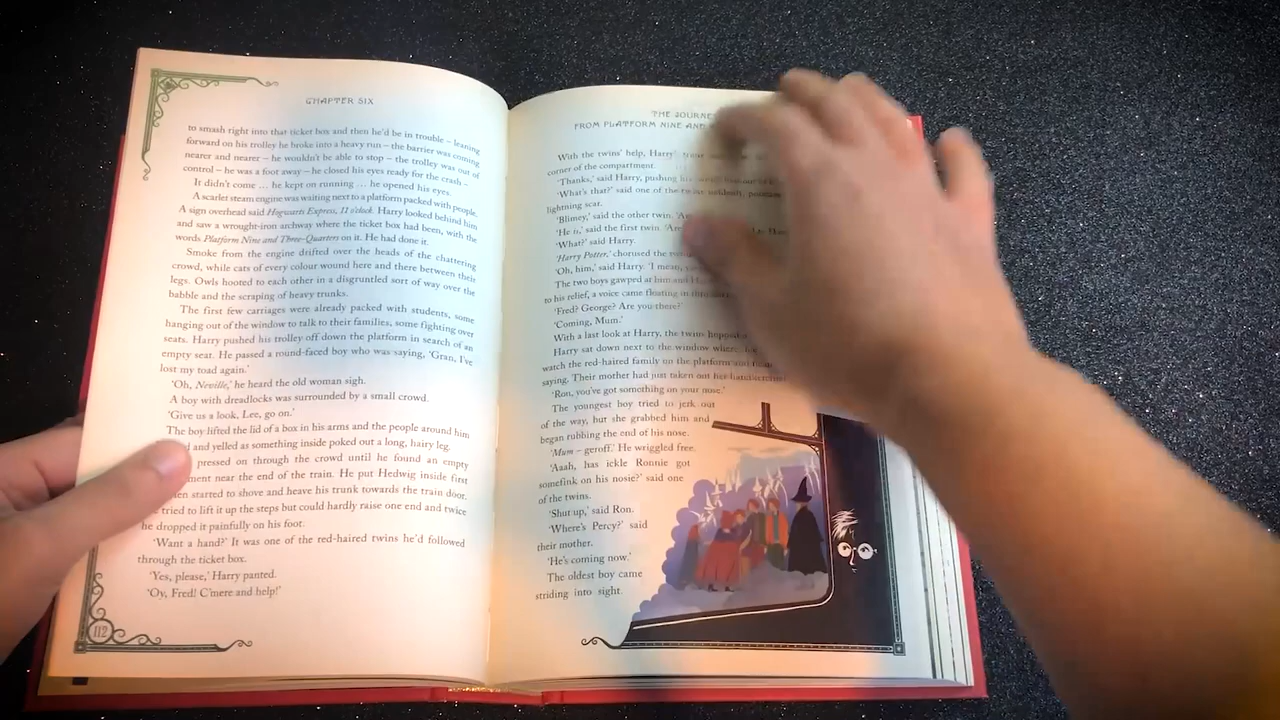 CHAPTER SIX
to smash right into that ticket box and then he'd be in trouble – leaning
forward on his trolley he broke into a heavy run – the barrier was coming
nearer and nearer – he wouldn't be able to stop – the trolley was out of
control – he was a foot away – he closed his eyes ready for the crash –
It didn't come … he kept on running … he opened his eyes.
A scarlet steam engine was waiting next to a platform packed with people.
A sign overhead said Hogwarts Express, 11 o'clock. Harry looked behind him
and saw a wrought-iron archway where the ticket box had been, with the
words Platform Nine and Three-Quarters on it. He had done it.
Smoke from the engine drifted over the heads of the chattering
crowd, while cats of every colour wound here and there between their
legs. Owls hooted to each other in a disgruntled sort of way over the
babble and the scraping of heavy trunks.
The first few carriages were already packed with students, some
hanging out of the window to talk to their families, some fighting over
seats. Harry pushed his trolley off down the platform in search of an
empty seat. He passed a round-faced boy who was saying, 'Gran, I've
lost my toad again.'
'Oh, Neville,' he heard the old woman sigh.
A boy with dreadlocks was surrounded by a small crowd.
'Give us a look, Lee, go on.'
The boy lifted the lid of a box in his arms and the people around him
and yelled as something inside poked out a long, hairy leg.
pressed on through the crowd until he found an empty
near the end of the train. He put Hedwig inside first
started to shove and heave his trunk towards the train door.
tried to lift it up the steps but could hardly raise one end and twice
he dropped it painfully on his foot.
'Want a hand?' It was one of the red-haired twins he'd followed
through the ticket box.
'Yes, please,' Harry panted.
'Oy, Fred! C'mere and help!'
112
THE JOURNEY
FROM PLATFORM NINE AND
With the twins' help, Harry's trunk
corner of the compartment.
'Thanks,' said Harry, pushing his
'What's that?' said one of the twins suddenly,
lightning scar.
'Blimey,' said the other twin.
'He is,' said the first twin.
'What?' said Harry.
'Harry Potter,' chorused the
'Oh, him,' said Harry. 'I mean,
The two boys gawped at him and
to his relief, a voice came floating in
'Fred? George? Are you there?'
'Coming, Mum.'
With a last look at Harry, the twins hopped
Harry sat down next to the window where,
watch the red-haired family on the platform and
saying. Their mother had just taken out her handkerchief.
'Ron, you've got something on your nose.'
The youngest boy tried to jerk out
of the way, but she grabbed him and
began rubbing the end of his nose.
'Mum – geroff.' He wriggled free.
'Aaah, has ickle Ronnie got
somefink on his nosie?' said one
of the twins.
'Shut up,' said Ron.
'Where's Percy?' said
their mother.
'He's coming now.'
The oldest boy came
striding into sight.